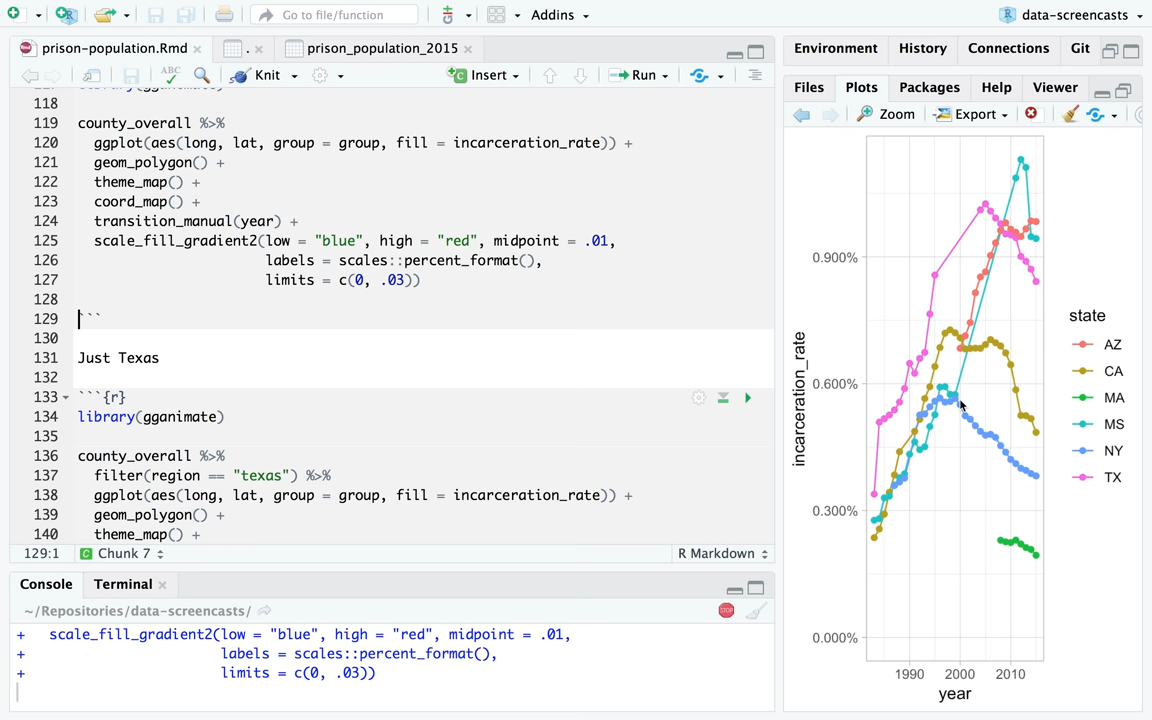 Go to file/function
Addins
data-screencasts
prison-population.Rmd
.
prison_population_2015
ABC
Knit
Insert
Run
117 library(gganimate)
118
119 county_overall %>%
120 ggplot(aes(long, lat, group = group, fill = incarceration_rate)) +
121 geom_polygon() +
122 theme_map() +
123 coord_map() +
124 transition_manual(year) +
125 scale_fill_gradient2(low = "blue", high = "red", midpoint = .01,
126 labels = scales::percent_format(),
127 limits = c(0, .03))
128
129 ```
130
131 Just Texas
132
133 ```{r}
134 library(gganimate)
135
136 county_overall %>%
137 filter(region == "texas") %>%
138 ggplot(aes(long, lat, group = group, fill = incarceration_rate)) +
139 geom_polygon() +
140 theme_map() +
129:1
Chunk 7
R Markdown
Console
Terminal
~/Repositories/data-screencasts/
STOP
+ scale_fill_gradient2(low = "blue", high = "red", midpoint = .01,
+ labels = scales::percent_format(),
+ limits = c(0, .03))
Environment
History
Connections
Git
Files
Plots
Packages
Help
Viewer
Zoom
Export
incarceration_rate
0.900%
0.600%
0.300%
0.000%
1990
2000
2010
year
state
AZ
CA
MA
MS
NY
TX